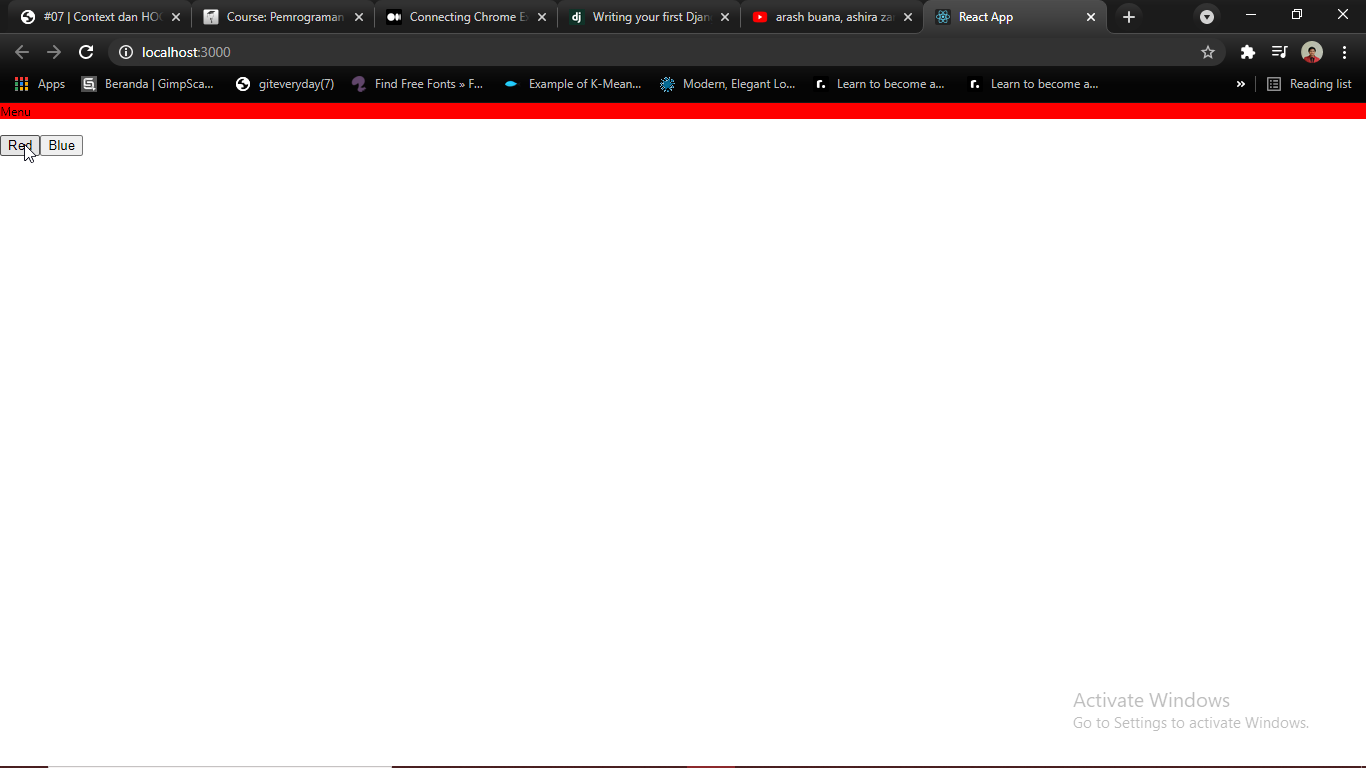 #07 | Context dan HOC
Course: Pemrograman
Connecting Chrome E
Writing your first Djan
arash buana, ashira za
React App
localhost:3000
Apps
Beranda | GimpSca...
giteveryday(7)
Find Free Fonts » F...
Example of K-Mean...
Modern, Elegant Lo...
Learn to become a...
Learn to become a...
»
Reading list
Menu
Red Blue
Activate Windows
Go to Settings to activate Windows.